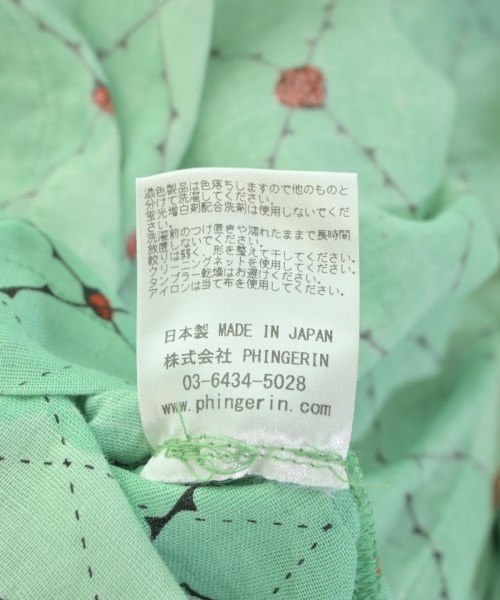 濃色製品は色落ちしますので他のものと
分けて洗濯してください。
蛍光増白剤配合洗剤は使用しないでくだ
さい。
洗濯前のつけ置きや濡れたままで長時間
放置しないでください。
絞りは弱く、形を整えて干してください。
クリーニングネットを使用してください。
タンブラー乾燥はお避けください。
アイロンは当て布を使用してください。
日本製 MADE IN JAPAN
株式会社 PHINGERIN
03-6434-5028
www.phingerin.com